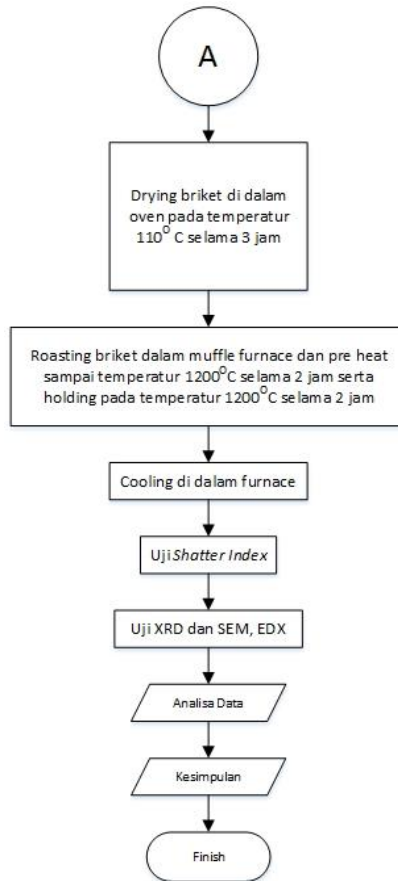 A
Drying briket di dalam
oven pada temperatur
110⁰ C selama 3 jam
Roasting briket dalam muffle furnace dan pre heat
sampai temperatur 1200⁰C selama 2 jam serta
holding pada temperatur 1200⁰C selama 2 jam
Cooling di dalam furnace
Uji Shatter Index
Uji XRD dan SEM, EDX
Analisa Data
Kesimpulan
Finish